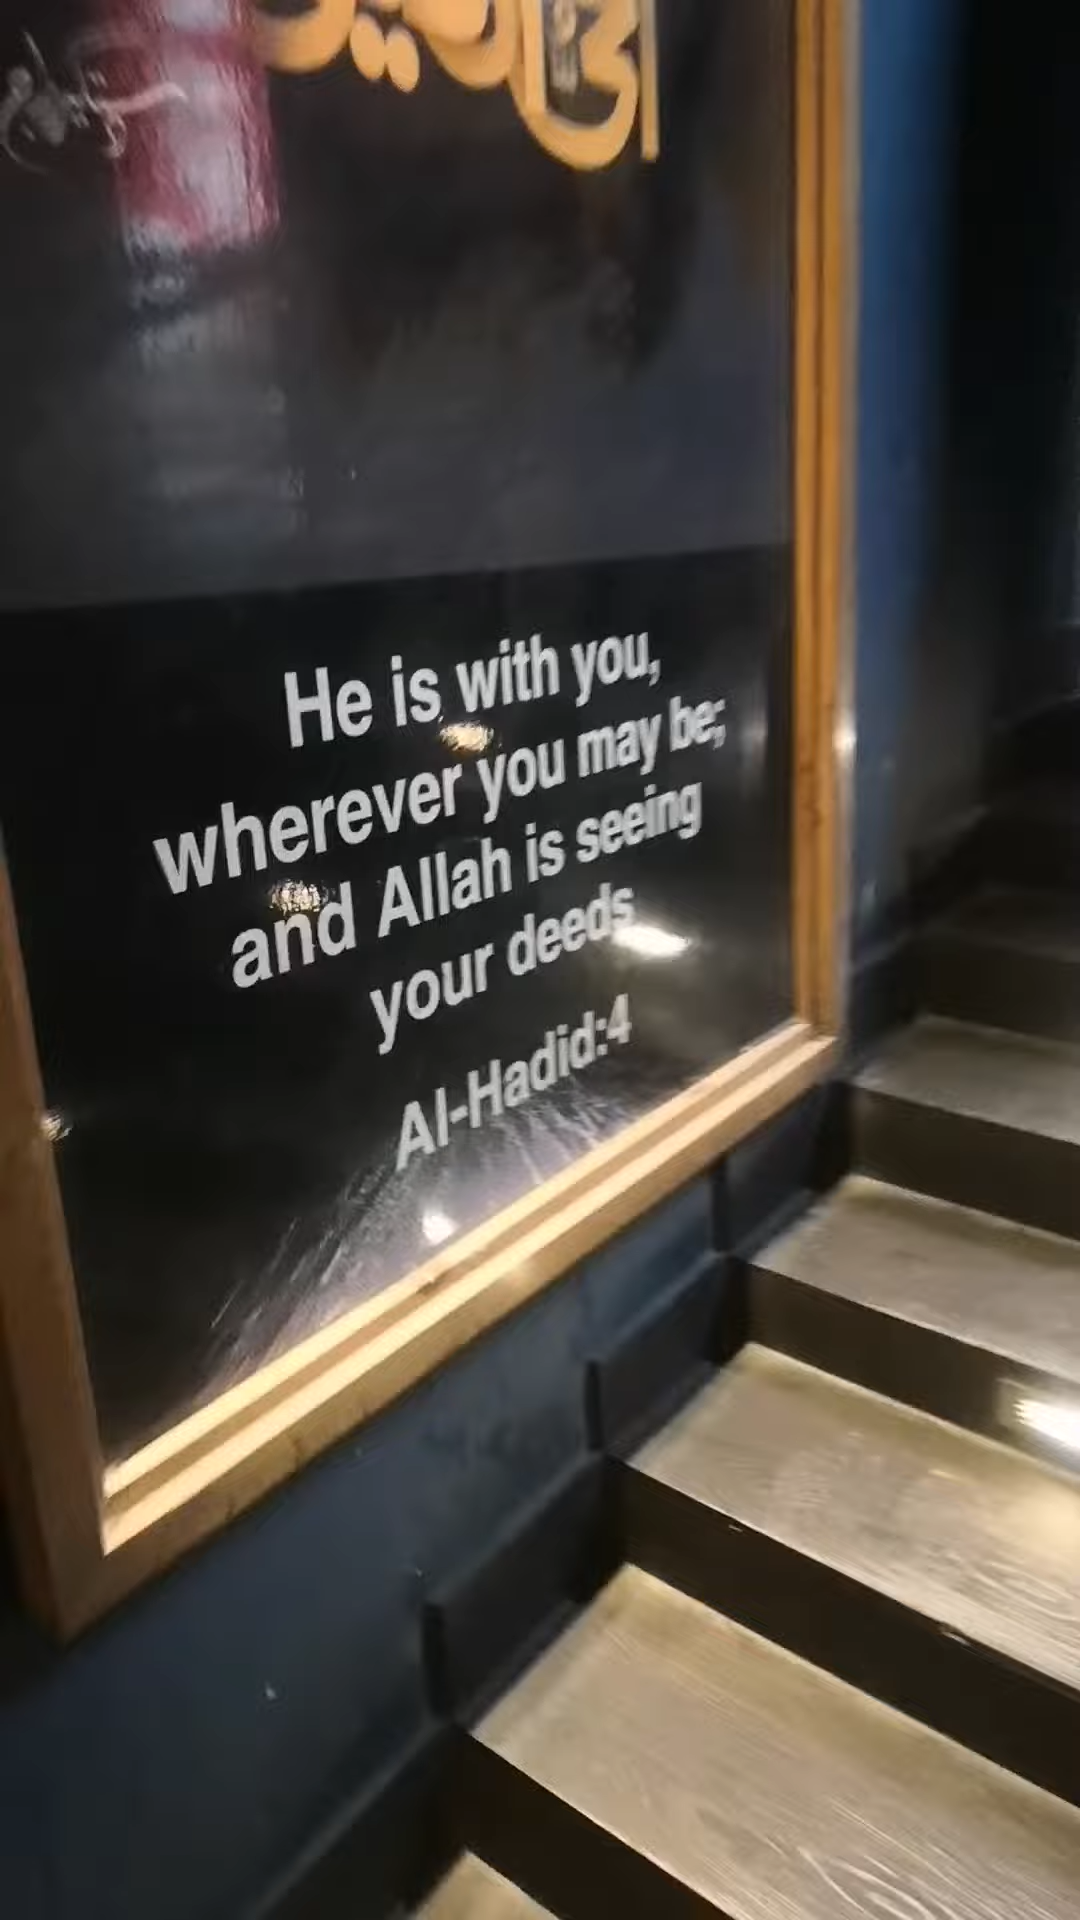 He is with you,
wherever you may be;
and Allah is seeing
your deeds
Al-Hadid:4